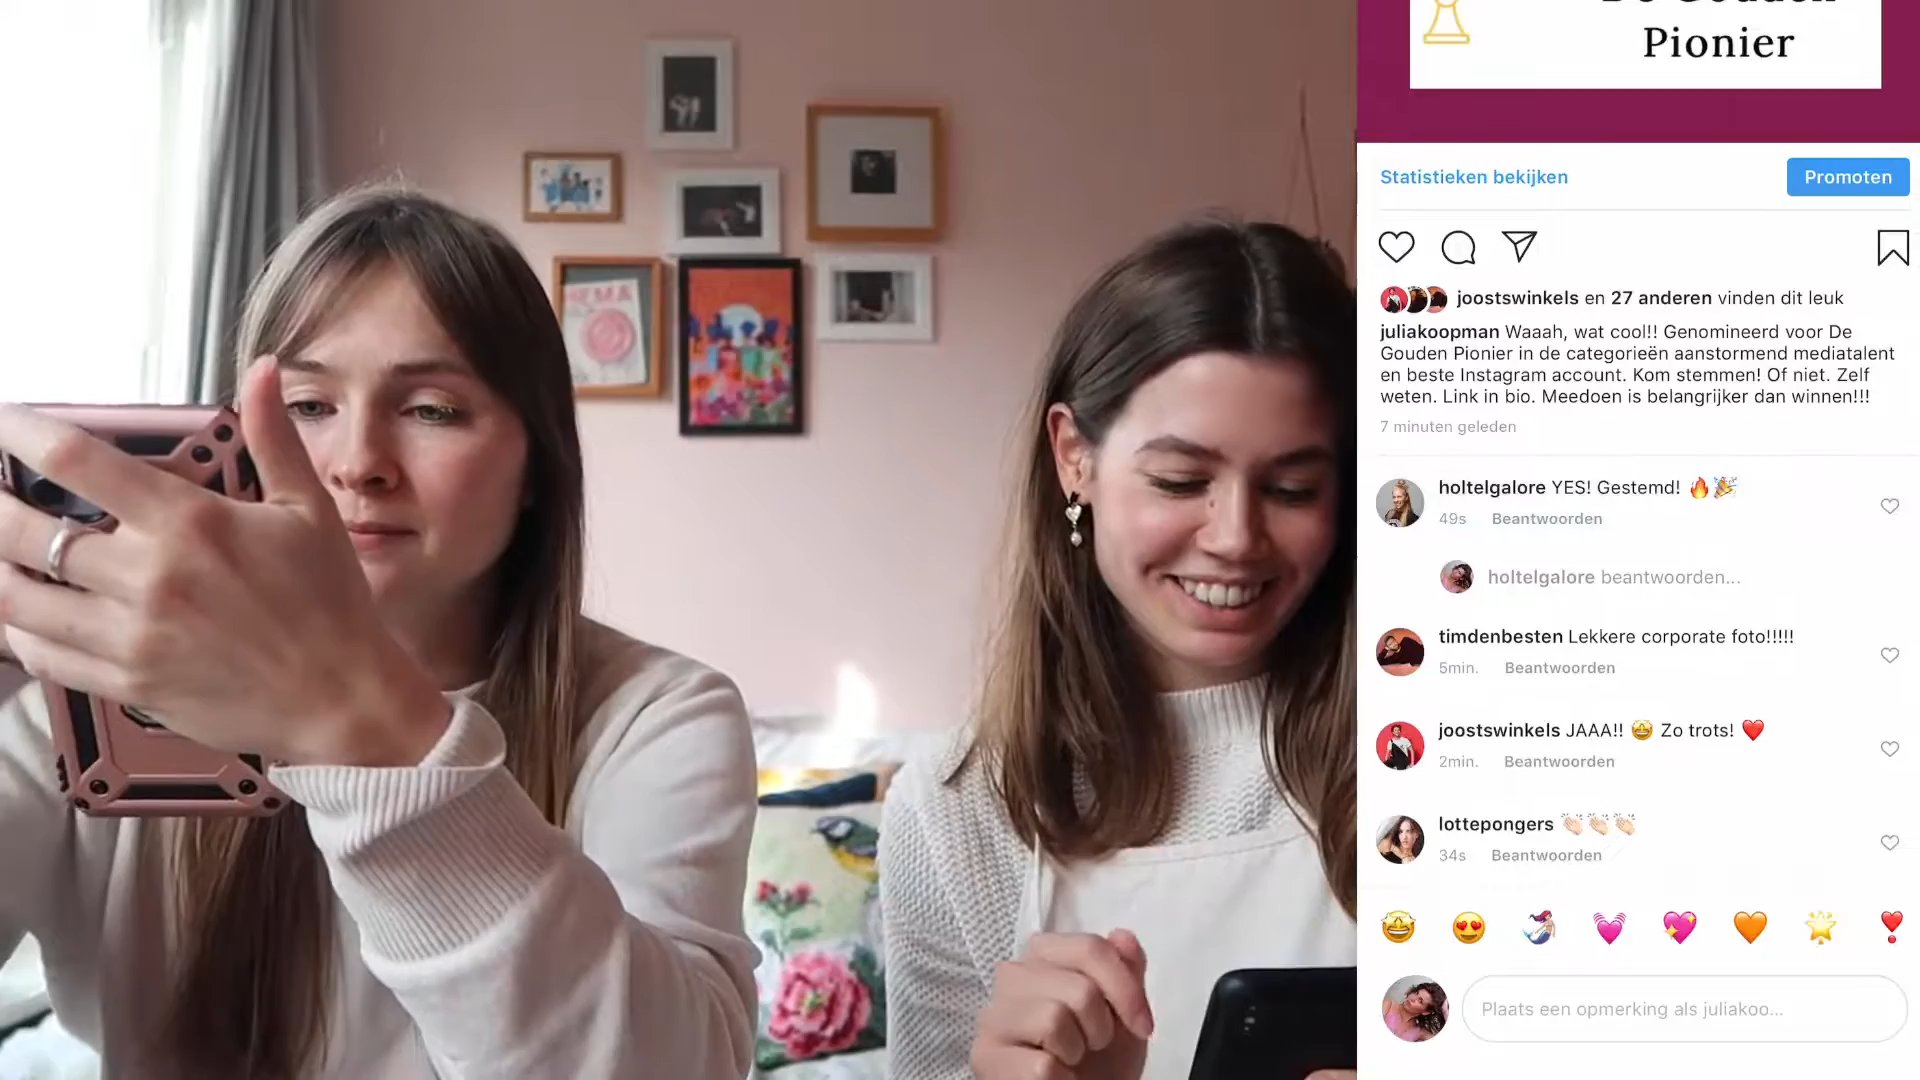 De Gouden
Pionier
Statistieken bekijken
Promoten
joostswinkels en 27 anderen vinden dit leuk
juliakoopman Waaah, wat cool!! Genomineerd voor De
Gouden Pionier in de categorieën aanstormend mediatalent
en beste Instagram account. Kom stemmen! Of niet. Zelf
weten. Link in bio. Meedoen is belangrijker dan winnen!!!
7 minuten geleden
holtelgalore YES! Gestemd! 🔥🎉
49s Beantwoorden
holtelgalore beantwoorden...
timdenbesten Lekkere corporate foto!!!!!
5min. Beantwoorden
joostswinkels JAAA!! 🤩 Zo trots! ❤️
2min. Beantwoorden
lottepongers 👏🏻👏🏻👏🏻
34s Beantwoorden
Plaats een opmerking als juliakoo...
HEMA